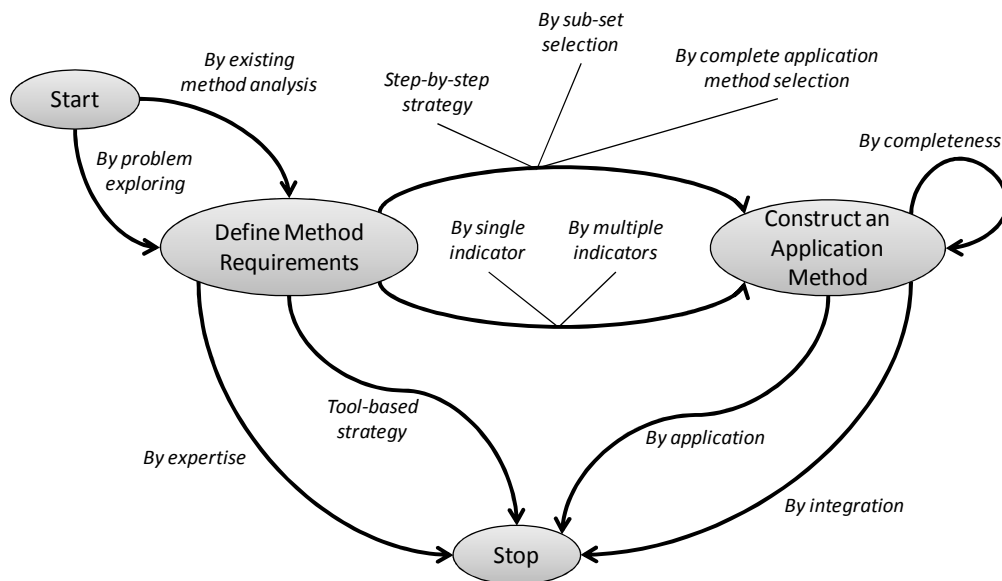 By sub-set
selection
By existing
method analysis
Step-by-step
strategy
By complete application
method selection
Start
By completeness
By problem
exploring
Define Method
Requirements
By single
indicator
By multiple
indicators
Construct an
Application
Method
Tool-based
strategy
By application
By expertise
By integration
Stop